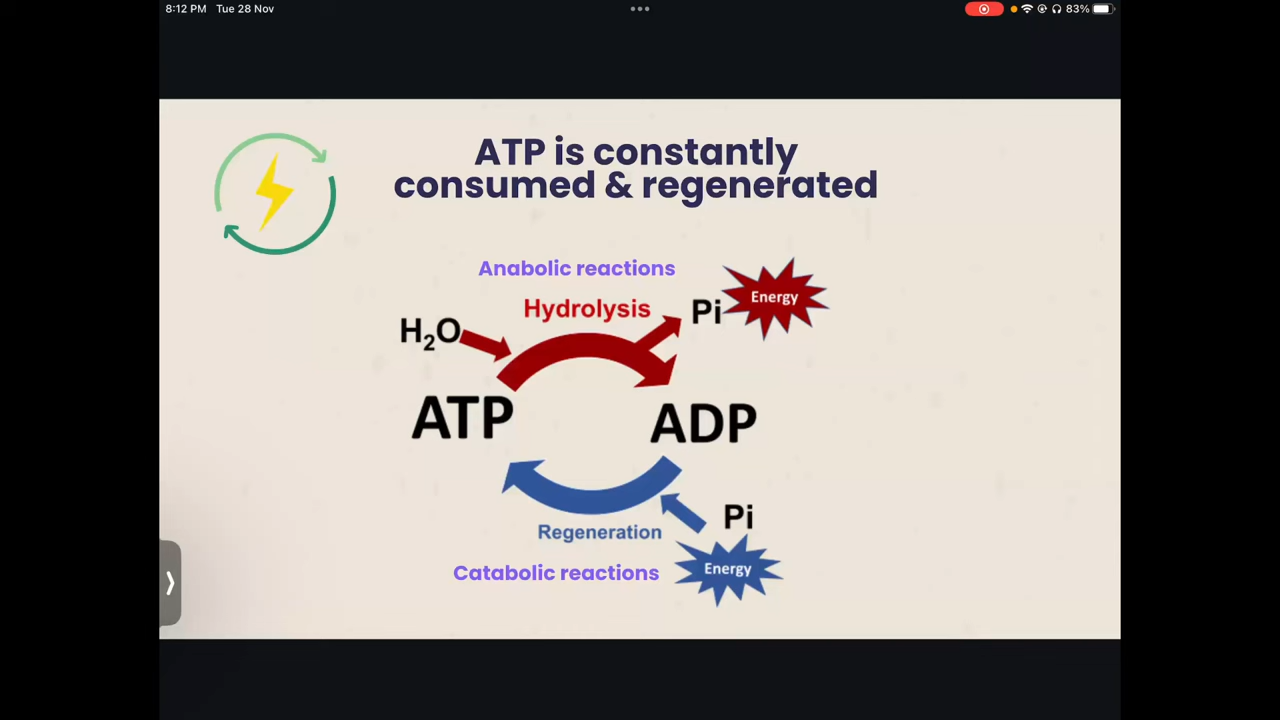 8:12 PM Tue 28 Nov
83%
ATP is constantly
consumed & regenerated
Anabolic reactions
Hydrolysis
Pi
Energy
H₂O
ATP
ADP
Regeneration
Pi
Catabolic reactions
Energy